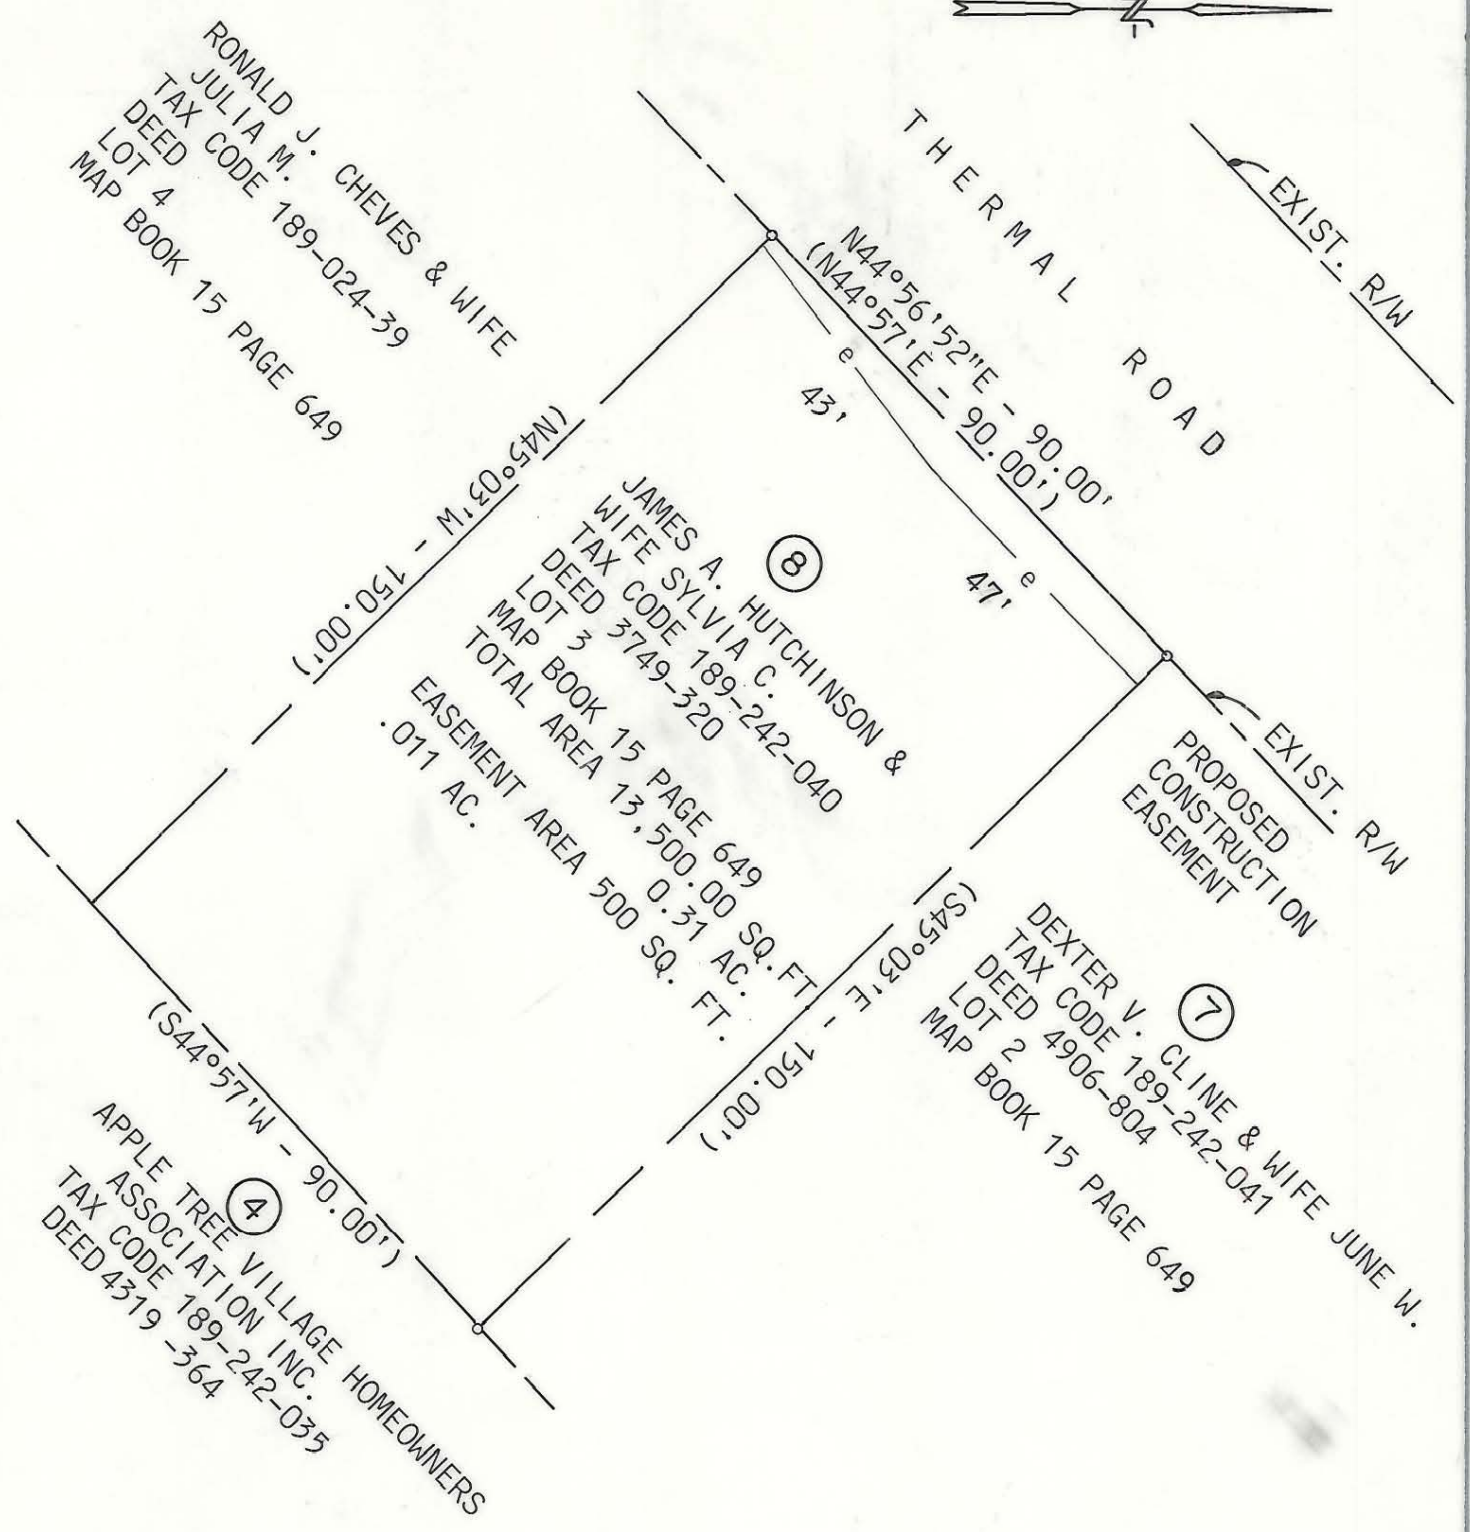 N
RONALD J. CHEVES & WIFE
JULIA M.
TAX CODE 189-024-39
DEED
LOT 4
MAP BOOK 15 PAGE 649
THERMAL ROAD
EXIST. R/W
N44°56'52"E - 90.00'
(N44°57'E - 90.00')
e
43'
e
47'
(N45°03'W - 150.00')
8
JAMES A. HUTCHINSON &
WIFE SYLVIA C.
TAX CODE 189-242-040
DEED 3749-320
LOT 3
MAP BOOK 15 PAGE 649
TOTAL AREA 13,500.00 SQ.FT.
0.31 AC.
EASEMENT AREA 500 SQ. FT.
.011 AC.
EXIST. R/W
PROPOSED
CONSTRUCTION
EASEMENT
(S45°03'E - 150.00')
7
DEXTER V. CLINE & WIFE JUNE W.
TAX CODE 189-242-041
DEED 4906-804
LOT 2
MAP BOOK 15 PAGE 649
(S44°57'W - 90.00')
4
APPLE TREE VILLAGE HOMEOWNERS
ASSOCIATION INC.
TAX CODE 189-242-035
DEED 4319-364